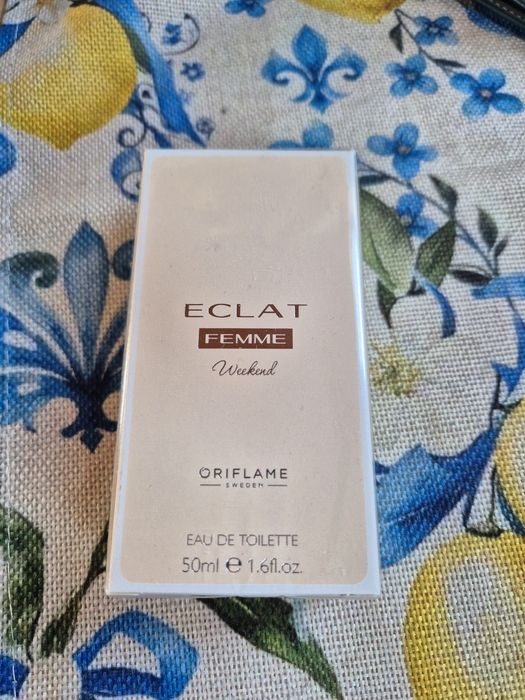 ECLAT
FEMME
Weekend
ORIFLAME
SWEDEN
EAU DE TOILETTE
50ml ℮ 1.6fl.oz.